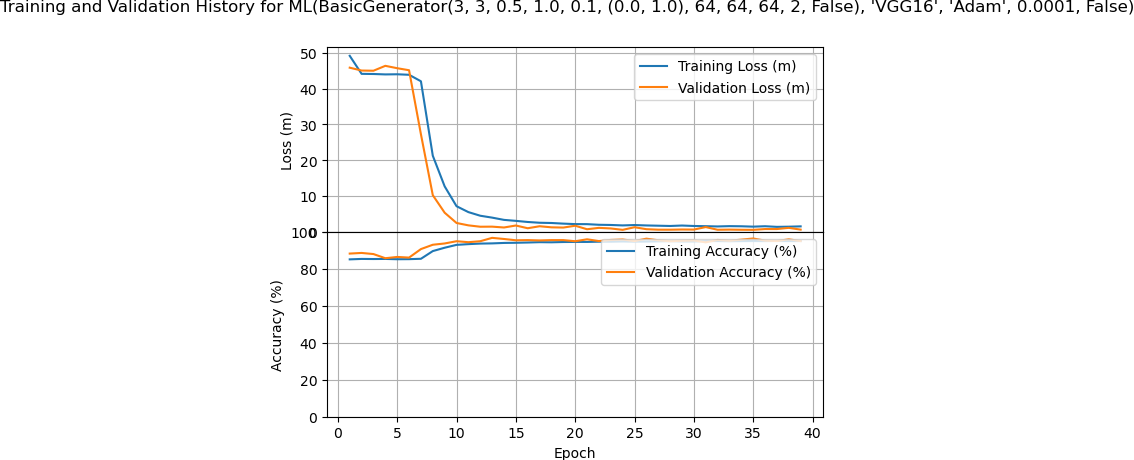 Training and Validation History for ML(BasicGenerator(3, 3, 0.5, 1.0, 0.1, (0.0, 1.0), 64, 64, 64, 2, False), 'VGG16', 'Adam', 0.0001, False)
50
40
30
20
10
0
Loss (m)
Training Loss (m)
Validation Loss (m)
100
80
60
40
20
0
Accuracy (%)
Training Accuracy (%)
Validation Accuracy (%)
0 5 10 15 20 25 30 35 40
Epoch